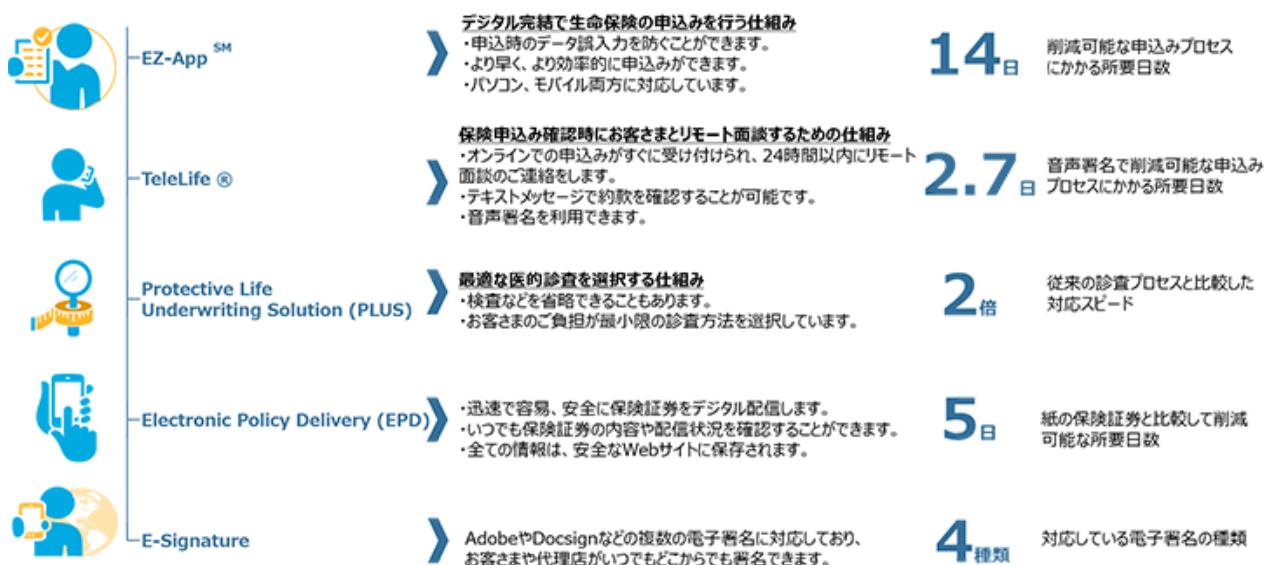 EZ-App ℠
デジタル完結で生命保険の申込みを行う仕組み
・申込時のデータ誤入力を防ぐことができます。
・より早く、より効率的に申込みができます。
・パソコン、モバイル両方に対応しています。
14日
削減可能な申込みプロセス
にかかる所要日数
TeleLife ®
保険申込み確認時にお客さまとリモート面談するための仕組み
・オンラインでの申込みがすぐに受け付けられ、24時間以内にリモート
面談のご連絡をします。
・テキストメッセージで約款を確認することが可能です。
・音声署名を利用できます。
2.7日
音声署名で削減可能な申込み
プロセスにかかる所要日数
Protective Life
Underwriting Solution (PLUS)
最適な医的診査を選択する仕組み
・検査などを省略できることもあります。
・お客さまのご負担が最小限の診査方法を選択しています。
2倍
従来の診査プロセスと比較した
対応スピード
Electronic Policy Delivery (EPD)
・迅速で容易、安全に保険証券をデジタル配信します。
・いつでも保険証券の内容や配信状況を確認することができます。
・全ての情報は、安全なWebサイトに保存されます。
5日
紙の保険証券と比較して削減
可能な所要日数
E-Signature
AdobeやDocsignなどの複数の電子署名に対応しており、
お客さまや代理店がいつでもどこからでも署名できます。
4種類
対応している電子署名の種類